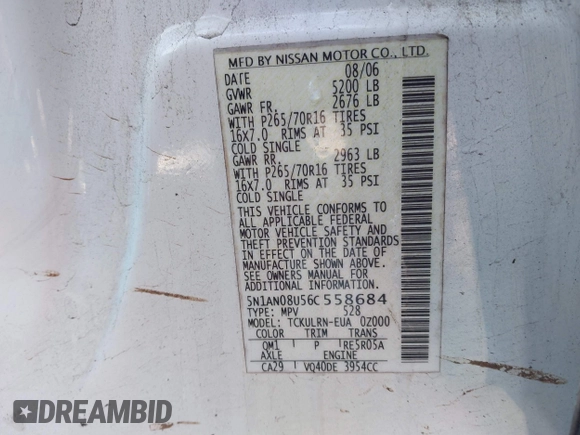 MFD BY NISSAN MOTOR CO., LTD.
DATE 08/06
GVWR 5200 LB
GAWR FR. 2676 LB
WITH P265/70R16 TIRES
16X7.0 RIMS AT 35 PSI
COLD SINGLE
GAWR RR. 2963 LB
WITH P265/70R16 TIRES
16X7.0 RIMS AT 35 PSI
COLD SINGLE
THIS VEHICLE CONFORMS TO
ALL APPLICABLE FEDERAL
MOTOR VEHICLE SAFETY AND
THEFT PREVENTION STANDARDS
IN EFFECT ON THE DATE OF
MANUFACTURE SHOWN ABOVE.
SEE OWNERS MANUAL FOR
ADDITIONAL INFORMATION.
5N1AN08U56C558684
TYPE: MPV 528
MODEL: TCKULRN-EUA 0Z000
COLOR TRIM TRANS
QM1 P RE5R05A
AXLE ENGINE
CA29 VQ40DE 3954CC
DREAMBID